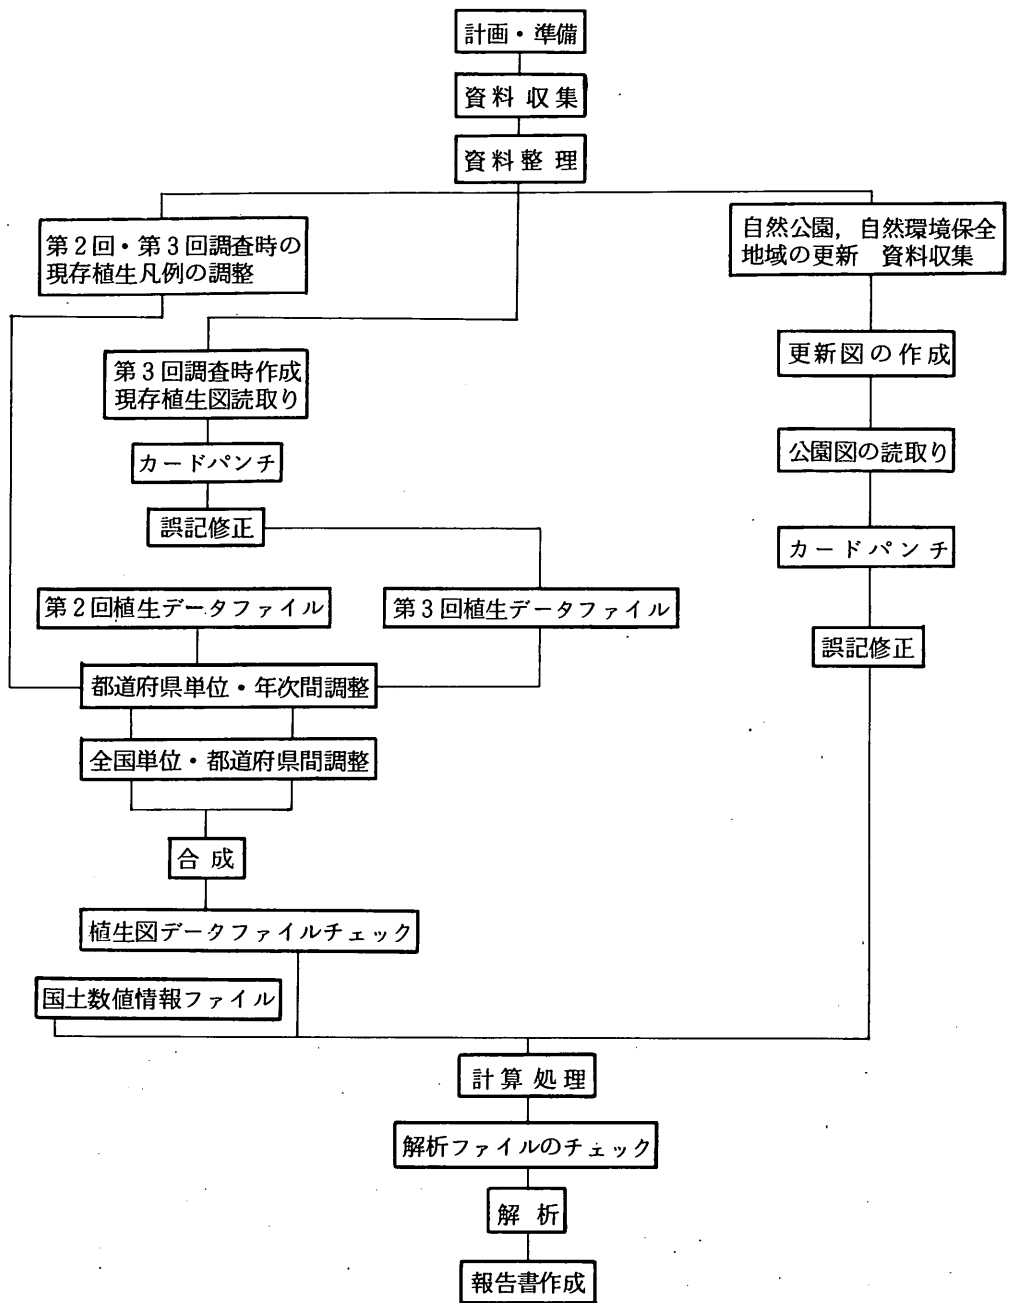 計画・準備
資料収集
資料整理
第2回・第3回調査時の
現存植生凡例の調整
自然公園，自然環境保全
地域の更新　資料収集
第3回調査時作成
現存植生図読取り
更新図の作成
カードパンチ
公園図の読取り
誤記修正
カードパンチ
第2回植生データファイル
第3回植生データファイル
誤記修正
都道府県単位・年次間調整
全国単位・都道府県間調整
合成
植生図データファイルチェック
国土数値情報ファイル
計算処理
解析ファイルのチェック
解析
報告書作成